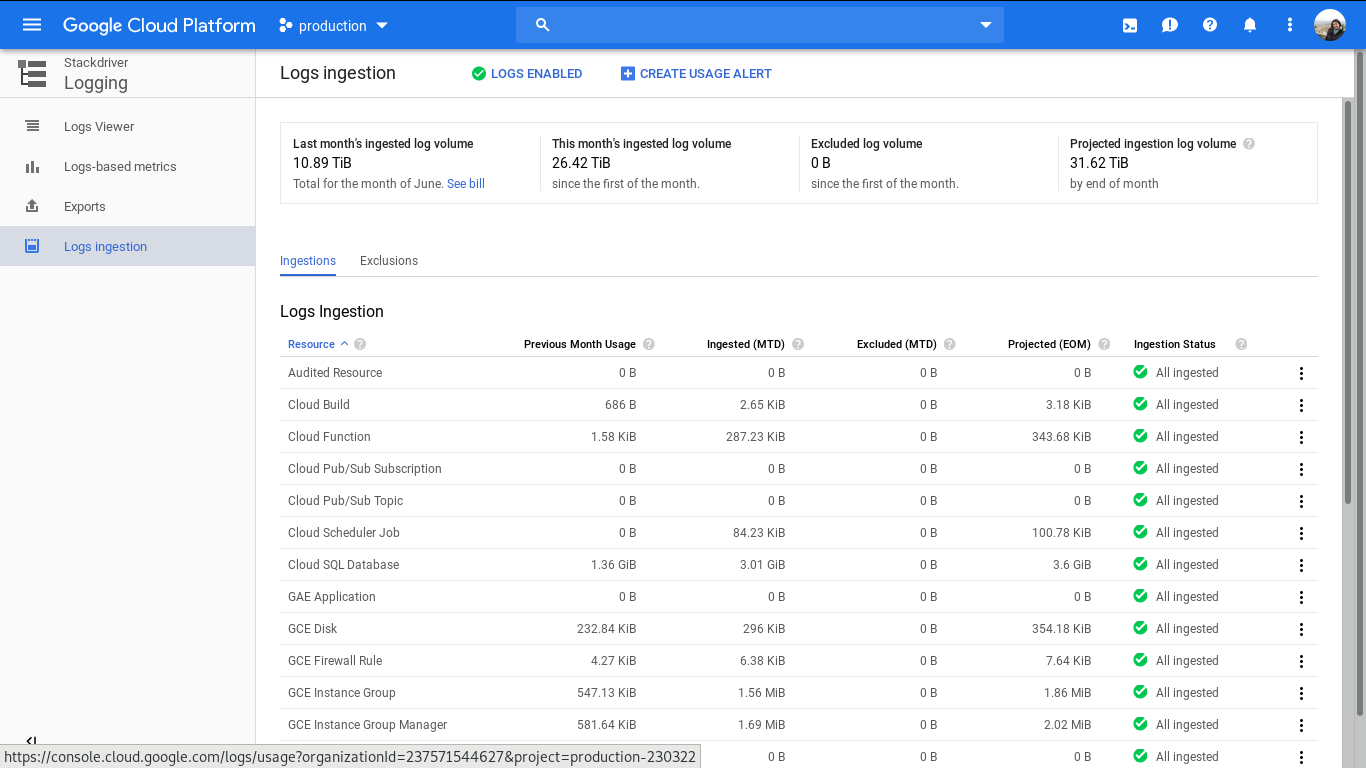 Google Cloud Platform production
Stackdriver
Logging
Logs Viewer
Logs-based metrics
Exports
Logs ingestion
Logs ingestion LOGS ENABLED CREATE USAGE ALERT
Last month's ingested log volume
10.89 TiB
Total for the month of June. See bill
This month's ingested log volume
26.42 TiB
since the first of the month.
Excluded log volume
0 B
since the first of the month.
Projected ingestion log volume
31.62 TiB
by end of month
Ingestions Exclusions
Logs Ingestion
Resource Previous Month Usage Ingested (MTD) Excluded (MTD) Projected (EOM) Ingestion Status
Audited Resource 0 B 0 B 0 B 0 B All ingested
Cloud Build 686 B 2.65 KiB 0 B 3.18 KiB All ingested
Cloud Function 1.58 KiB 287.23 KiB 0 B 343.68 KiB All ingested
Cloud Pub/Sub Subscription 0 B 0 B 0 B 0 B All ingested
Cloud Pub/Sub Topic 0 B 0 B 0 B 0 B All ingested
Cloud Scheduler Job 0 B 84.23 KiB 0 B 100.78 KiB All ingested
Cloud SQL Database 1.36 GiB 3.01 GiB 0 B 3.6 GiB All ingested
GAE Application 0 B 0 B 0 B 0 B All ingested
GCE Disk 232.84 KiB 296 KiB 0 B 354.18 KiB All ingested
GCE Firewall Rule 4.27 KiB 6.38 KiB 0 B 7.64 KiB All ingested
GCE Instance Group 547.13 KiB 1.56 MiB 0 B 1.86 MiB All ingested
GCE Instance Group Manager 581.64 KiB 1.69 MiB 0 B 2.02 MiB All ingested
0 B 0 B 0 B All ingested
https://console.cloud.google.com/logs/usage?organizationId=237571544627&project=production-230322